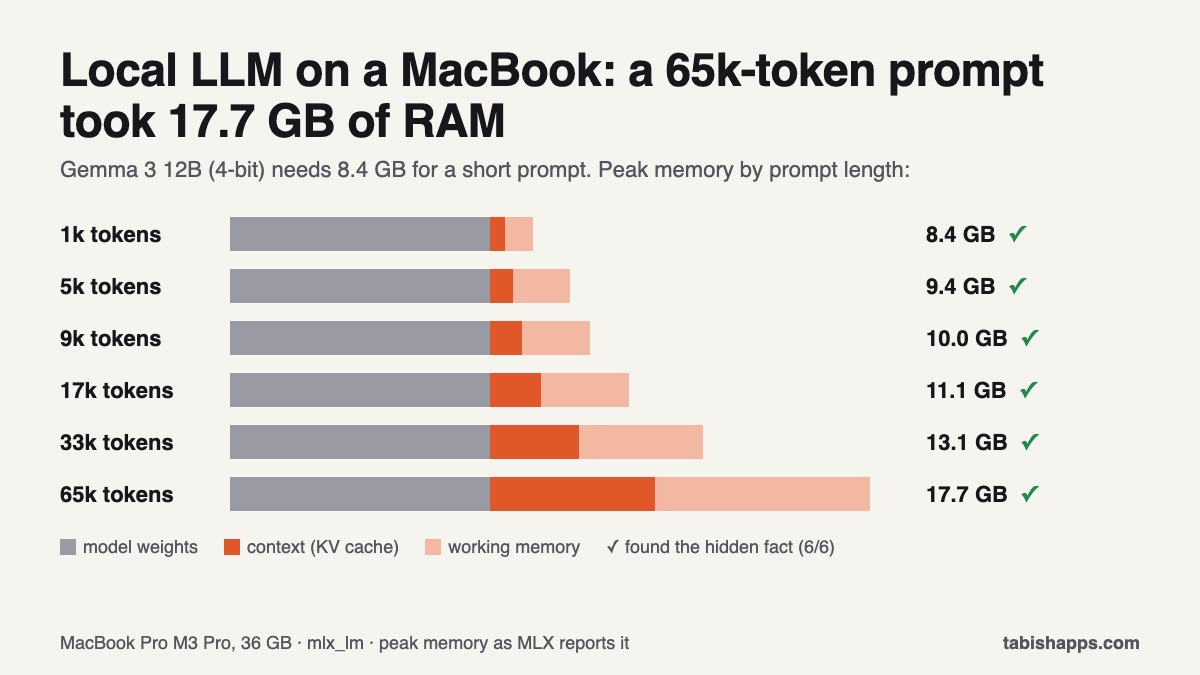 Local LLM on a MacBook: a 65k-token prompt
took 17.7 GB of RAM
Gemma 3 12B (4-bit) needs 8.4 GB for a short prompt. Peak memory by prompt length:
1k tokens 8.4 GB ✓
5k tokens 9.4 GB ✓
9k tokens 10.0 GB ✓
17k tokens 11.1 GB ✓
33k tokens 13.1 GB ✓
65k tokens 17.7 GB ✓
model weights context (KV cache) working memory ✓ found the hidden fact (6/6)
MacBook Pro M3 Pro, 36 GB · mlx_lm · peak memory as MLX reports it tabishapps.com